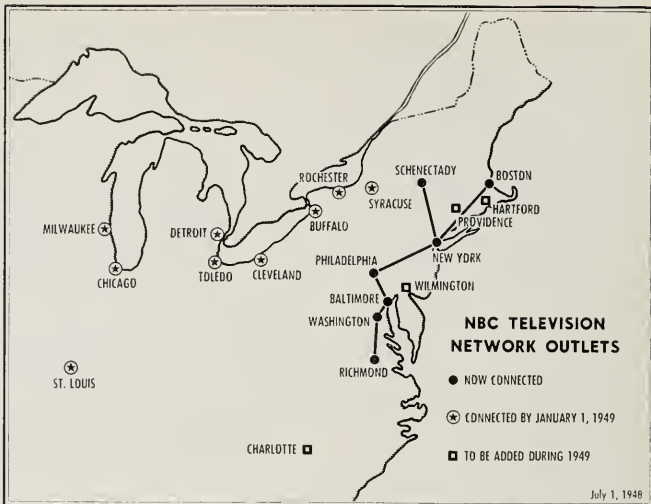 ROCHESTER
SCHENECTADY
BOSTON
SYRACUSE
HARTFORD
PROVIDENCE
BUFFALO
MILWAUKEE
DETROIT
NEW YORK
TOLEDO
CLEVELAND
PHILADELPHIA
CHICAGO
WILMINGTON
BALTIMORE
WASHINGTON
RICHMOND
ST. LOUIS
CHARLOTTE
NBC TELEVISION
NETWORK OUTLETS
NOW CONNECTED
CONNECTED BY JANUARY 1, 1949
TO BE ADDED DURING 1949
July 1, 1948